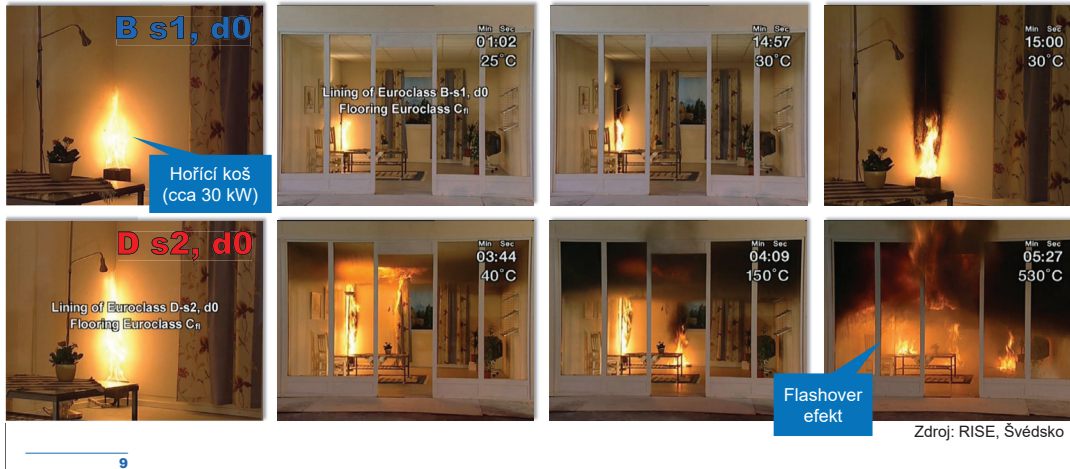 B s1, d0
Hořící koš
(cca 30 kW)
Min Sec
01:02
25°C
Lining of Euroclass B-s1, d0
Flooring Euroclass Cfl
Min Sec
14:57
30°C
Min Sec
15:00
30°C
D s2, d0
Lining of Euroclass D-s2, d0
Flooring Euroclass Cfl
Min Sec
03:44
40°C
Min Sec
04:09
150°C
Min Sec
05:27
530°C
Flashover
efekt
Zdroj: RISE, Švédsko
9